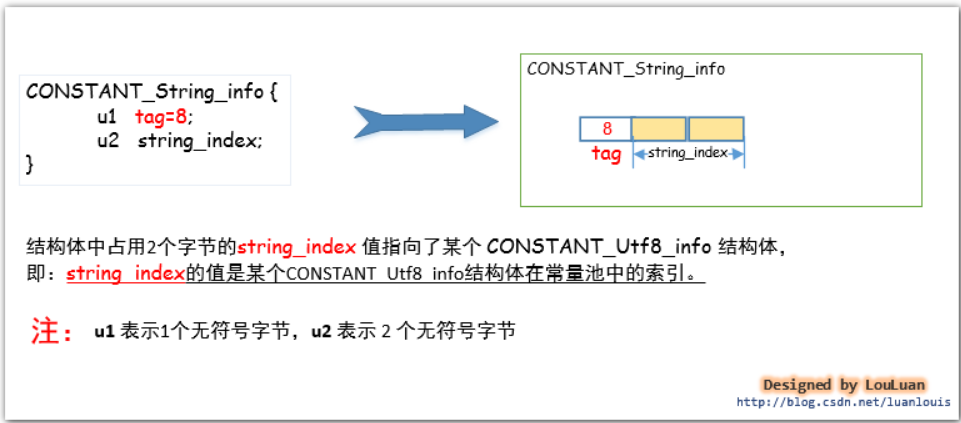 CONSTANT_String_info {
u1 tag=8;
u2 string_index;
}
CONSTANT_String_info
8
tag
string_index
结构体中占用2个字节的string_index 值指向了某个 CONSTANT_Utf8_info 结构体，
即：string_index的值是某个CONSTANT_Utf8_info结构体在常量池中的索引。
注： u1 表示1个无符号字节，u2 表示 2 个无符号字节
Designed by LouLuan
http://blog.csdn.net/luanlouis